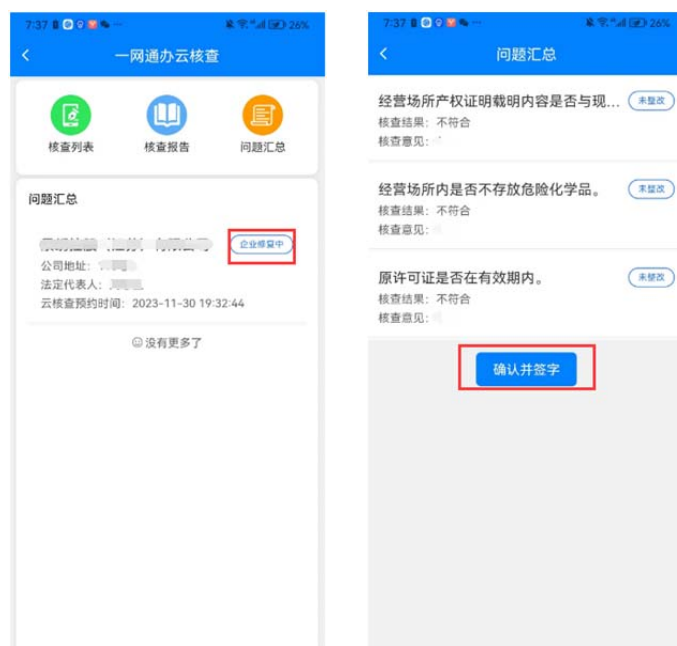 7:37
26%
一网通办云核查
核查列表
核查报告
问题汇总
问题汇总
企业修复中
公司地址：
法定代表人：
云核查预约时间：2023-11-30 19:32:44
没有更多了
7:37
26%
问题汇总
经营场所产权证明载明内容是否与现...
未整改
核查结果：不符合
核查意见：
经营场所内是否不存放危险化学品。
未整改
核查结果：不符合
核查意见：
原许可证是否在有效期内。
未整改
核查结果：不符合
核查意见：
确认并签字